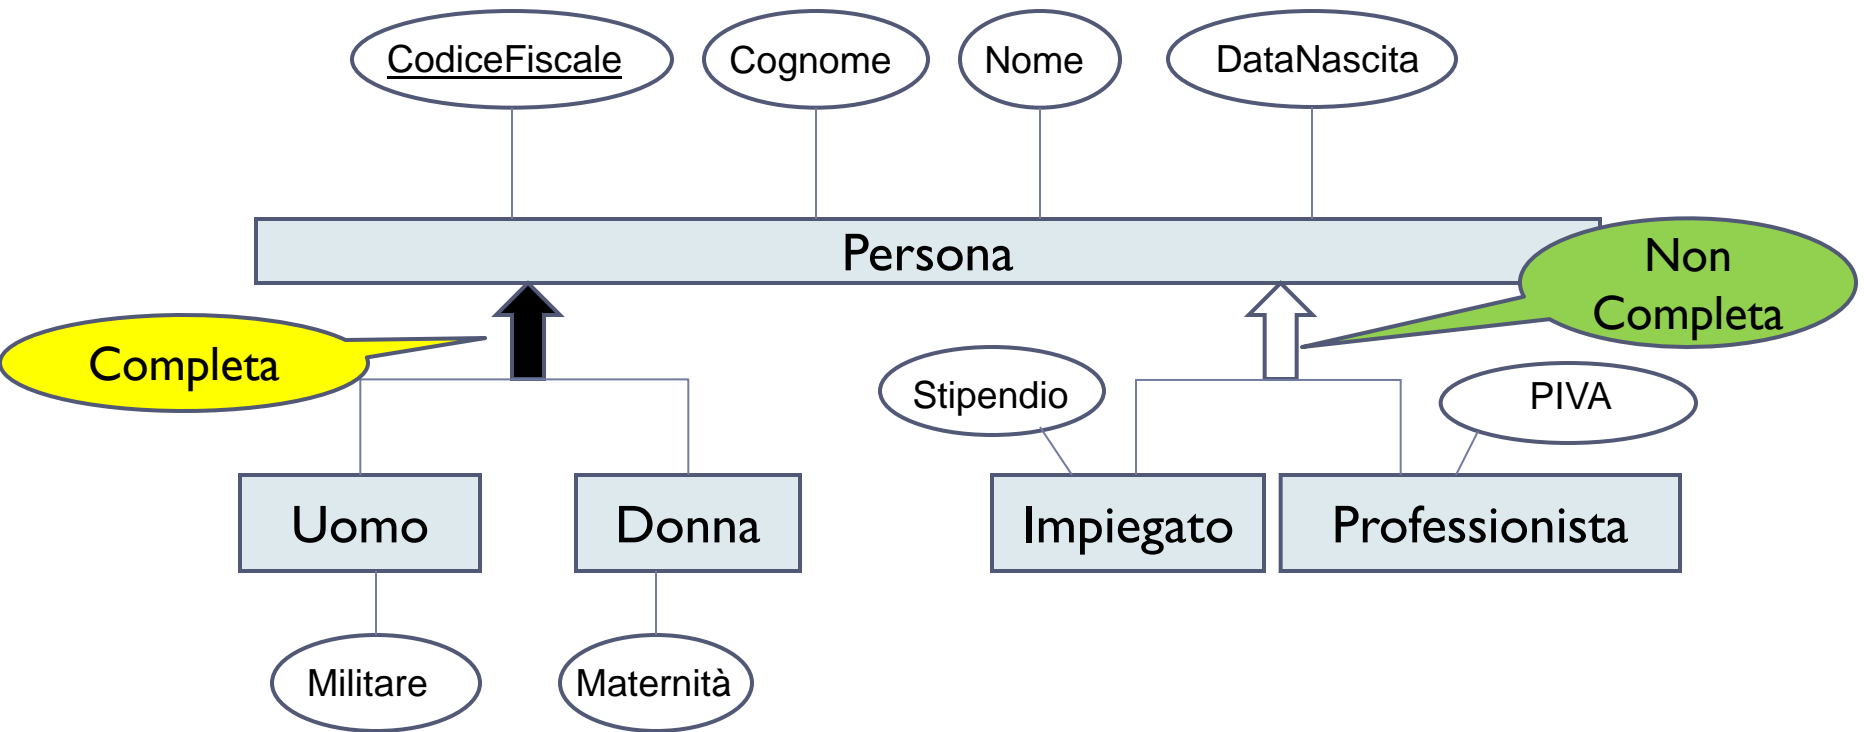 CodiceFiscale
Cognome
Nome
DataNascita
Persona
Non
Completa
Completa
Stipendio
PIVA
Uomo
Donna
Impiegato
Professionista
Militare
Maternità